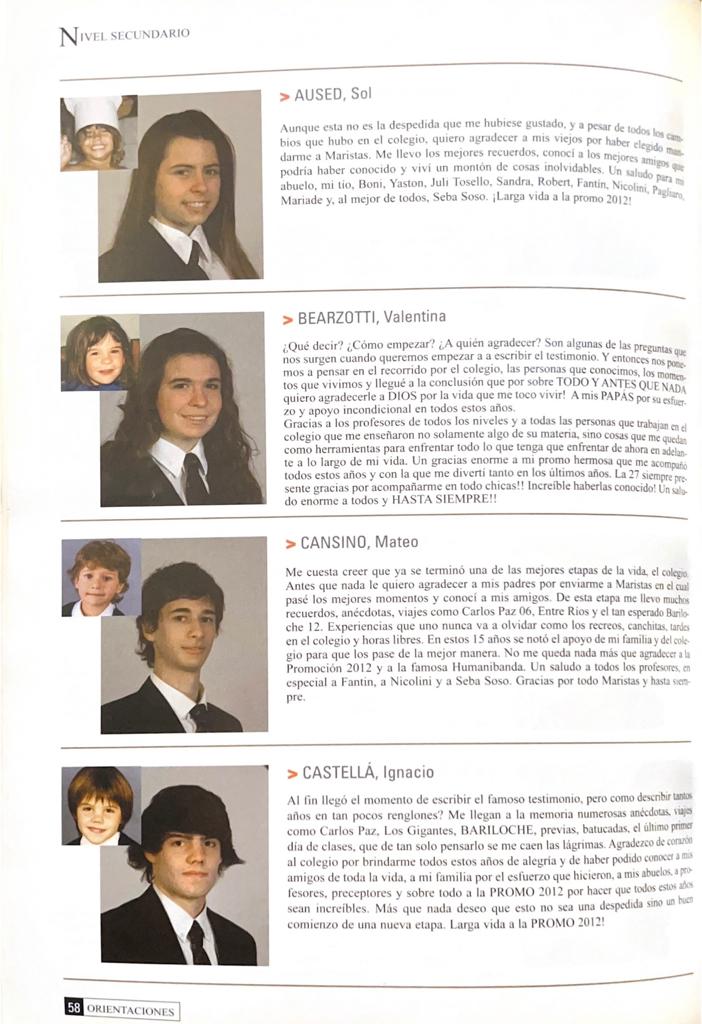 NIVEL SECUNDARIO
> AUSED, Sol
Aunque esta no es la despedida que me hubiese gustado, y a pesar de todos los cam-
bios que hubo en el colegio, quiero agradecer a mis viejos por haber elegido man-
darme a Maristas. Me llevo los mejores recuerdos, conocí a los mejores amigos que
podría haber conocido y viví un montón de cosas inolvidables. Un saludo para mi
abuelo, mi tío, Boni, Yaston, Juli Tosello, Sandra, Robert, Fantín, Nicolini, Pagliaro,
Mariade y, al mejor de todos, Seba Soso. ¡Larga vida a la promo 2012!
> BEARZOTTI, Valentina
¿Qué decir? ¿Cómo empezar? ¿A quién agradecer? Son algunas de las preguntas que
nos surgen cuando queremos empezar a a escribir el testimonio. Y entonces nos pone-
mos a pensar en el recorrido por el colegio, las personas que conocimos, los momen-
tos que vivimos y llegué a la conclusión que por sobre TODO Y ANTES QUE NADA
quiero agradecerle a DIOS por la vida que me toco vivir! A mis PAPÁS por su esfuer-
zo y apoyo incondicional en todos estos años.
Gracias a los profesores de todos los niveles y a todas las personas que trabajan en el
colegio que me enseñaron no solamente algo de su materia, sino cosas que me quedan
como herramientas para enfrentar todo lo que tenga que enfrentar de ahora en adelan-
te a lo largo de mi vida. Un gracias enorme a mi promo hermosa que me acompañó
todos estos años y con la que me divertí tanto en los últimos años. La 27 siempre pre-
sente gracias por acompañarme en todo chicas!! Increíble haberlas conocido! Un salu-
do enorme a todos y HASTA SIEMPRE!!
> CANSINO, Mateo
Me cuesta creer que ya se terminó una de las mejores etapas de la vida, el colegio.
Antes que nada le quiero agradecer a mis padres por enviarme a Maristas en el cual
pasé los mejores momentos y conocí a mis amigos. De esta etapa me llevo muchos
recuerdos, anécdotas, viajes como Carlos Paz 06, Entre Ríos y el tan esperado Barilo-
che 12. Experiencias que uno nunca va a olvidar como los recreos, canchitas, tardes
en el colegio y horas libres. En estos 15 años se notó el apoyo de mi familia y del cole-
gio para que los pase de la mejor manera. No me queda nada más que agradecer a la
Promoción 2012 y a la famosa Humanibanda. Un saludo a todos los profesores, en
especial a Fantin, a Nicolini y a Seba Soso. Gracias por todo Maristas y hasta siem-
pre.
> CASTELLÁ, Ignacio
Al fin llegó el momento de escribir el famoso testimonio, pero como describir tantos
años en tan pocos renglones? Me llegan a la memoria numerosas anécdotas, viajes
como Carlos Paz, Los Gigantes, BARILOCHE, previas, batucadas, el último primer
día de clases, que de tan solo pensarlo se me caen las lágrimas. Agradezco de corazón
al colegio por brindarme todos estos años de alegría y de haber podido conocer a mis
amigos de toda la vida, a mi familia por el esfuerzo que hicieron, a mis abuelos, a pro-
fesores, preceptores y sobre todo a la PROMO 2012 por hacer que todos estos años
sean increíbles. Más que nada deseo que esto no sea una despedida sino un buen
comienzo de una nueva etapa. Larga vida a la PROMO 2012!
58 ORIENTACIONES